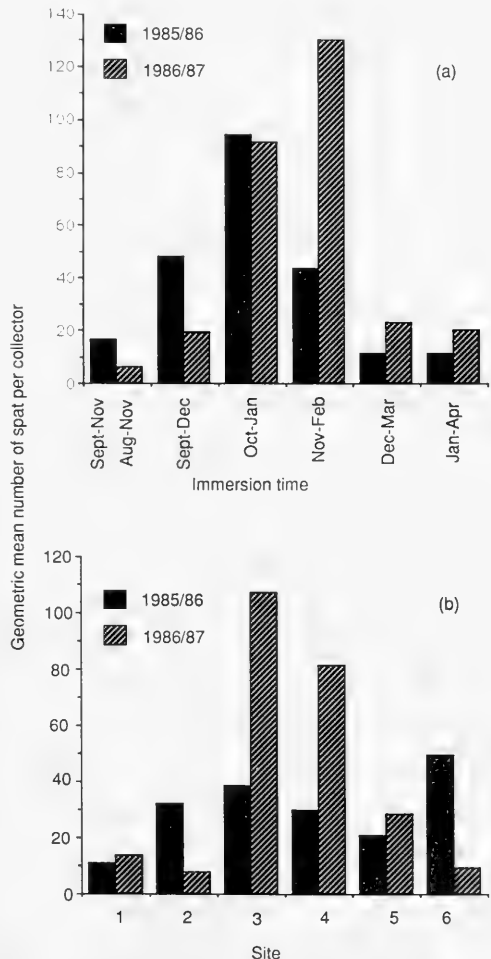 Geometric mean number of spat per collector
140
120
100
80
60
40
20
0
1985/86
1986/87
(a)
Sept-Nov
Aug-Nov
Sept-Dec
Oct-Jan
Nov-Feb
Dec-Mar
Jan-Apr
Immersion time
120
100
80
60
40
20
0
1985/86
1986/87
(b)
1 2 3 4 5 6
Site